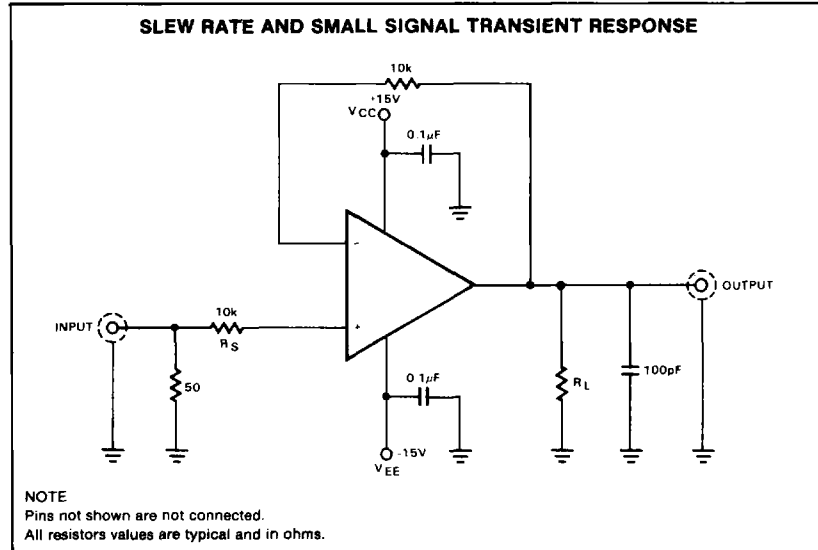 SLEW RATE AND SMALL SIGNAL TRANSIENT RESPONSE
10k
+15V
VCC
0.1µF
-
INPUT
10k
RS
+
50
OUTPUT
0.1µF
RL
100pF
-15V
VEE
NOTE
Pins not shown are not connected.
All resistors values are typical and in ohms.